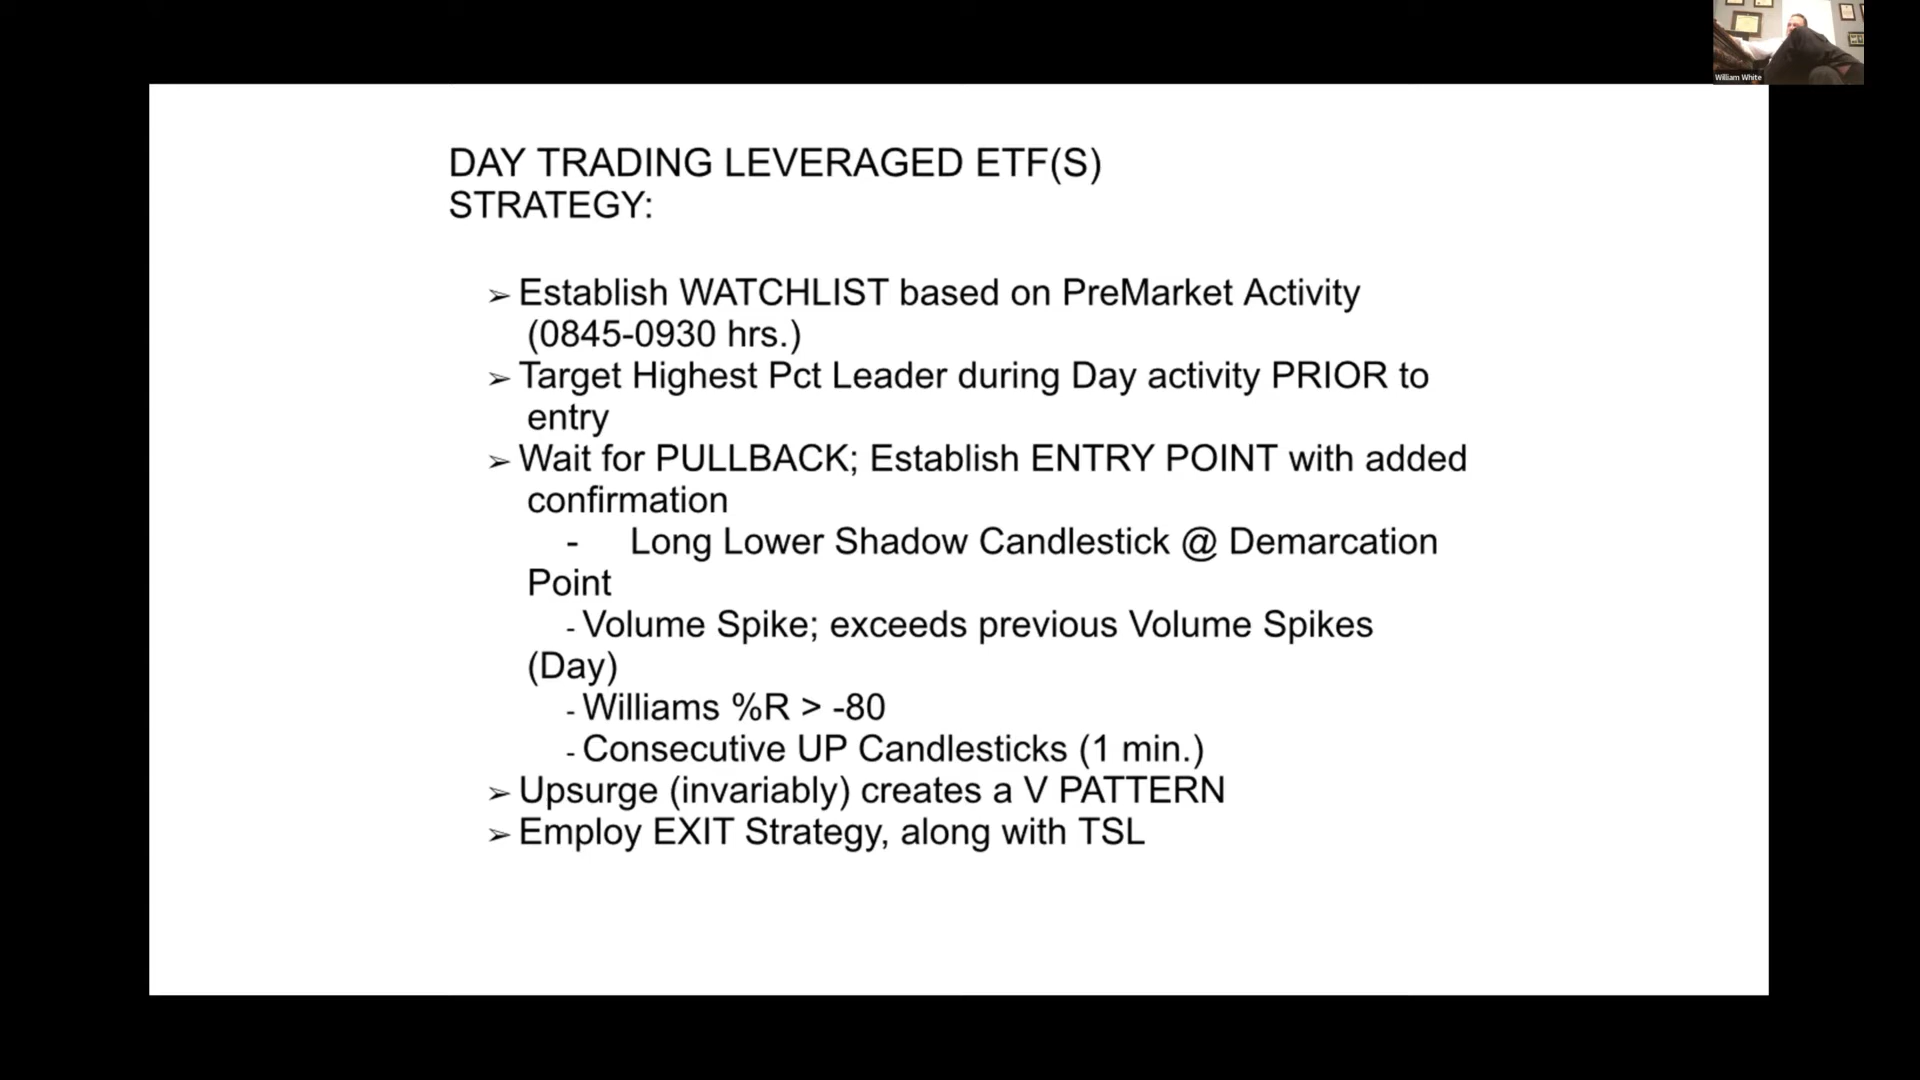 William White
DAY TRADING LEVERAGED ETF(S)
STRATEGY:
➢ Establish WATCHLIST based on PreMarket Activity
(0845-0930 hrs.)
➢ Target Highest Pct Leader during Day activity PRIOR to
entry
➢ Wait for PULLBACK; Establish ENTRY POINT with added
confirmation
- Long Lower Shadow Candlestick @ Demarcation
Point
- Volume Spike; exceeds previous Volume Spikes
(Day)
- Williams %R > -80
- Consecutive UP Candlesticks (1 min.)
➢ Upsurge (invariably) creates a V PATTERN
➢ Employ EXIT Strategy, along with TSL